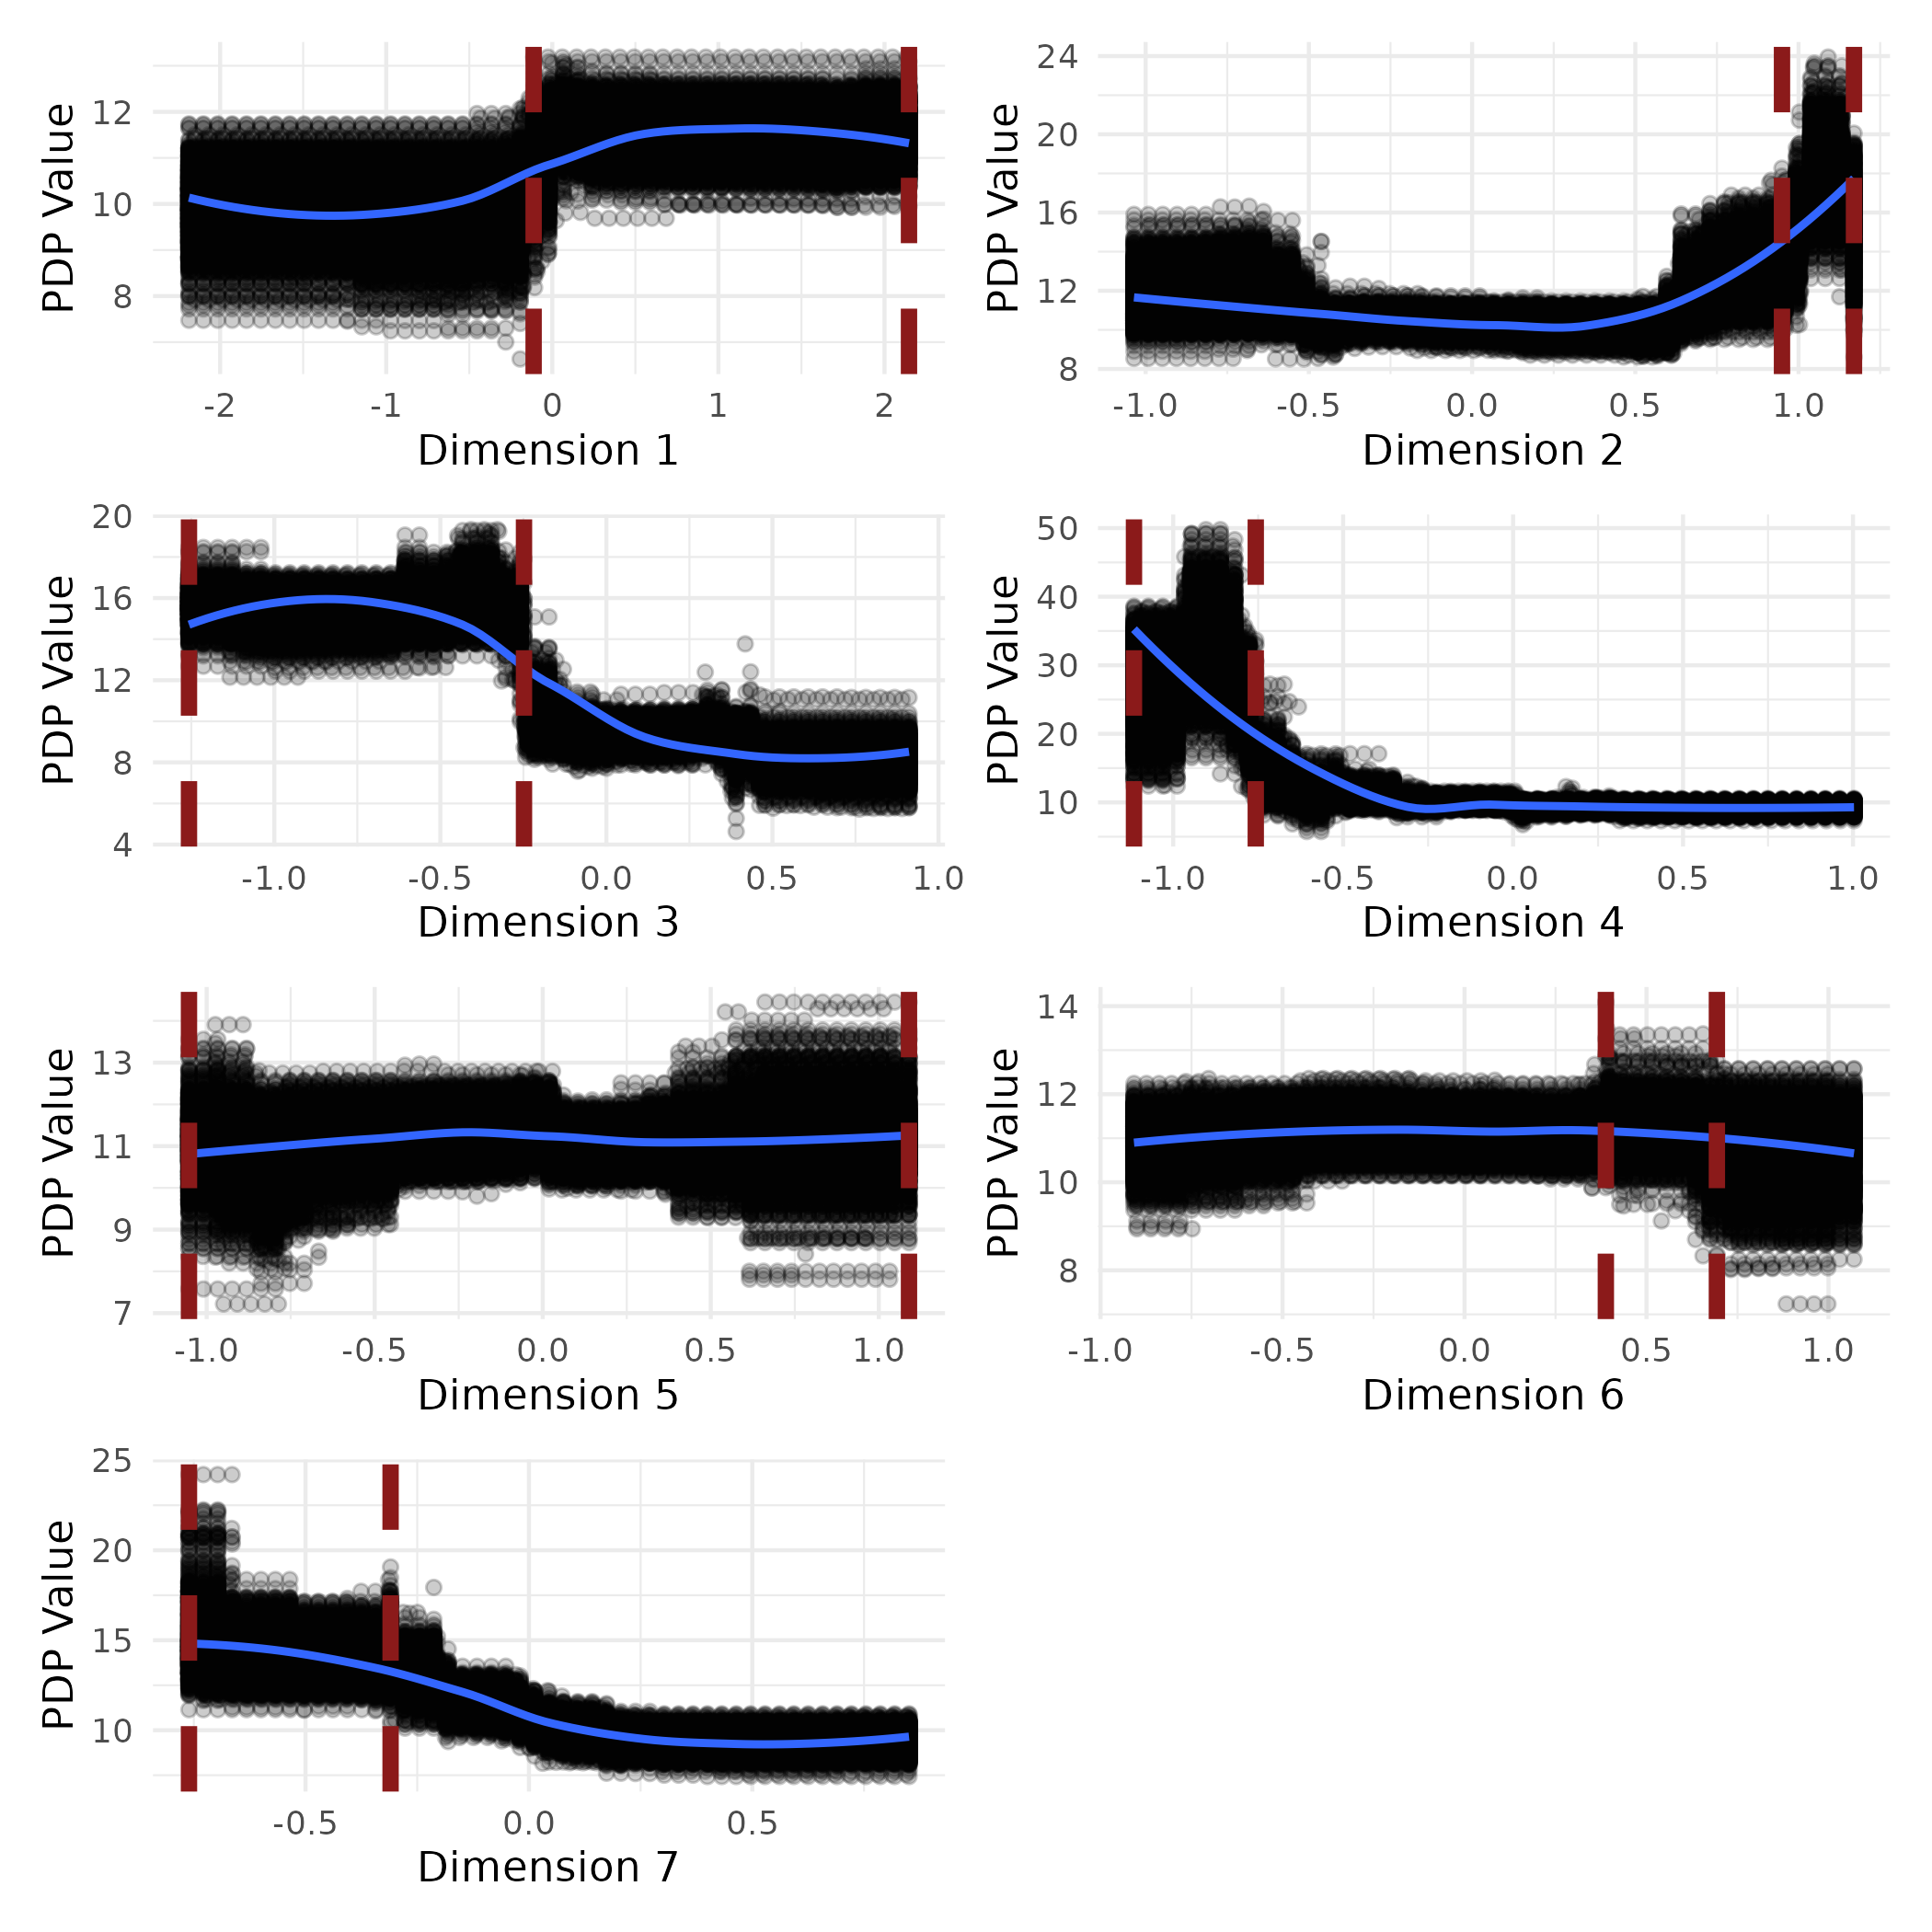 PDP Value
12
10
8
-2 -1 0 1 2
Dimension 1
PDP Value
24
20
16
12
8
-1.0 -0.5 0.0 0.5 1.0
Dimension 2
PDP Value
20
16
12
8
4
-1.0 -0.5 0.0 0.5 1.0
Dimension 3
PDP Value
50
40
30
20
10
-1.0 -0.5 0.0 0.5 1.0
Dimension 4
PDP Value
13
11
9
7
-1.0 -0.5 0.0 0.5 1.0
Dimension 5
PDP Value
14
12
10
8
-1.0 -0.5 0.0 0.5 1.0
Dimension 6
PDP Value
25
20
15
10
-0.5 0.0 0.5
Dimension 7